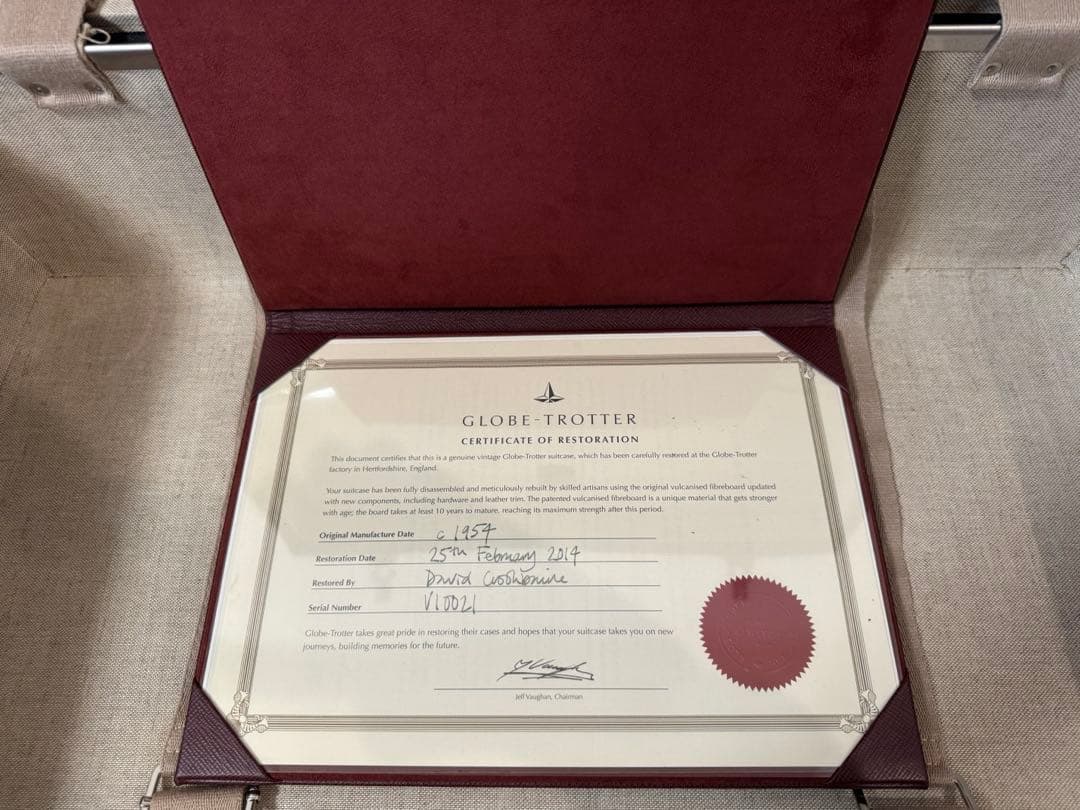 GLOBE-TROTTER
CERTIFICATE OF RESTORATION
This document certifies that this is a genuine vintage Globe-Trotter suitcase, which has been carefully restored at the Globe-Trotter
factory in Hertfordshire, England.
Your suitcase has been fully disassembled and meticulously rebuilt by skilled artisans using the original vulcanised fibreboard updated
with new components, including hardware and leather trim. The patented vulcanised fibreboard is a unique material that gets stronger
with age; the board takes at least 10 years to mature, reaching its maximum strength after this period.
Original Manufacture Date c 1954
Restoration Date 25th February 2014
Restored By David
Serial Number V10021
Globe-Trotter takes great pride in restoring their cases and hopes that your suitcase takes you on new
journeys, building memories for the future.
Jeff Vaughan, Chairman